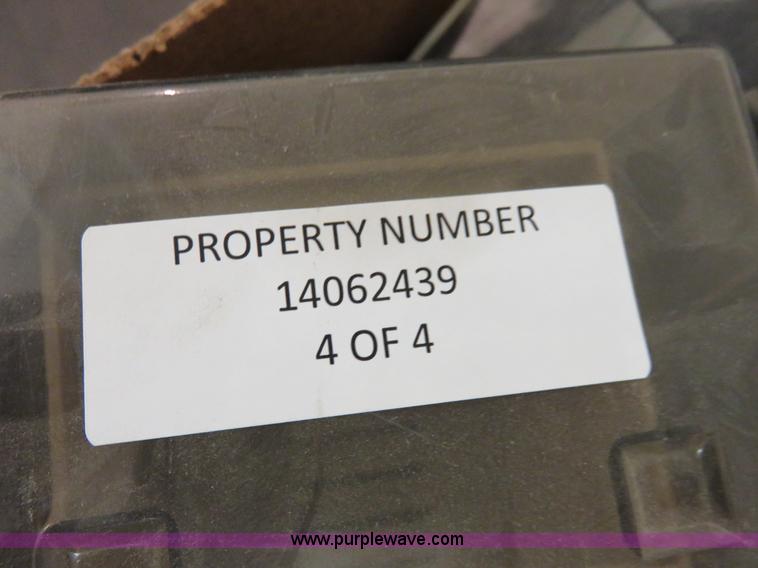 PROPERTY NUMBER
14062439
4 OF 4
www.purplewave.com